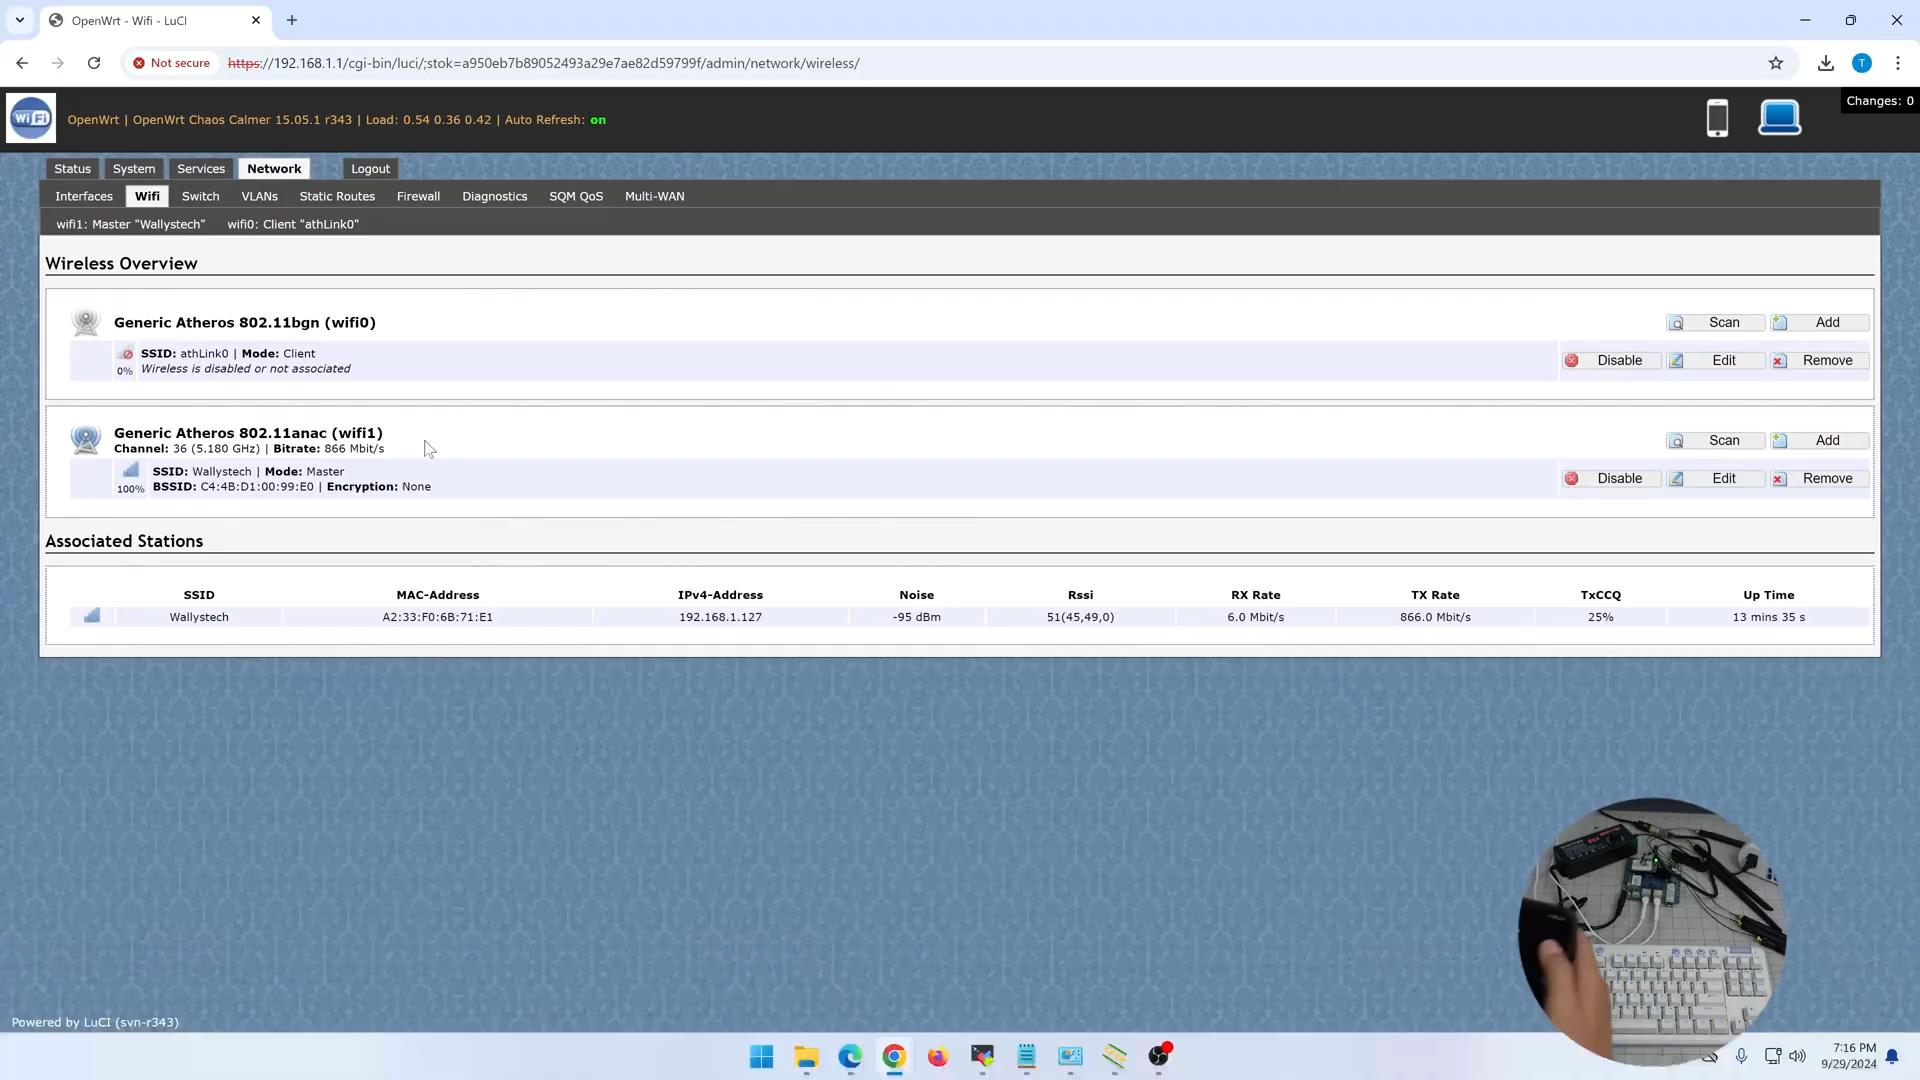 OpenWrt - Wifi - LuCI
Not secure
https://192.168.1.1/cgi-bin/luci/;stok=a950eb7b89052493a29e7ae82d59799f/admin/network/wireless/
T
WiFi
OpenWrt | OpenWrt Chaos Calmer 15.05.1 r343 | Load: 0.54 0.36 0.42 | Auto Refresh: on
Changes: 0
Status System Services Network Logout
Interfaces Wifi Switch VLANs Static Routes Firewall Diagnostics SQM QoS Multi-WAN
wifi1: Master "Wallystech" wifi0: Client "athLink0"
Wireless Overview
Generic Atheros 802.11bgn (wifi0)
Scan Add
SSID: athLink0 | Mode: Client
0% Wireless is disabled or not associated
Disable Edit Remove
Generic Atheros 802.11anac (wifi1)
Channel: 36 (5.180 GHz) | Bitrate: 866 Mbit/s
Scan Add
SSID: Wallystech | Mode: Master
100% BSSID: C4:4B:D1:00:99:E0 | Encryption: None
Disable Edit Remove
Associated Stations
SSID MAC-Address IPv4-Address Noise Rssi RX Rate TX Rate TxCCQ Up Time
Wallystech A2:33:F0:6B:71:E1 192.168.1.127 -95 dBm 51(45,49,0) 6.0 Mbit/s 866.0 Mbit/s 25% 13 mins 35 s
Powered by LuCI (svn-r343)
7:16 PM
9/29/2024